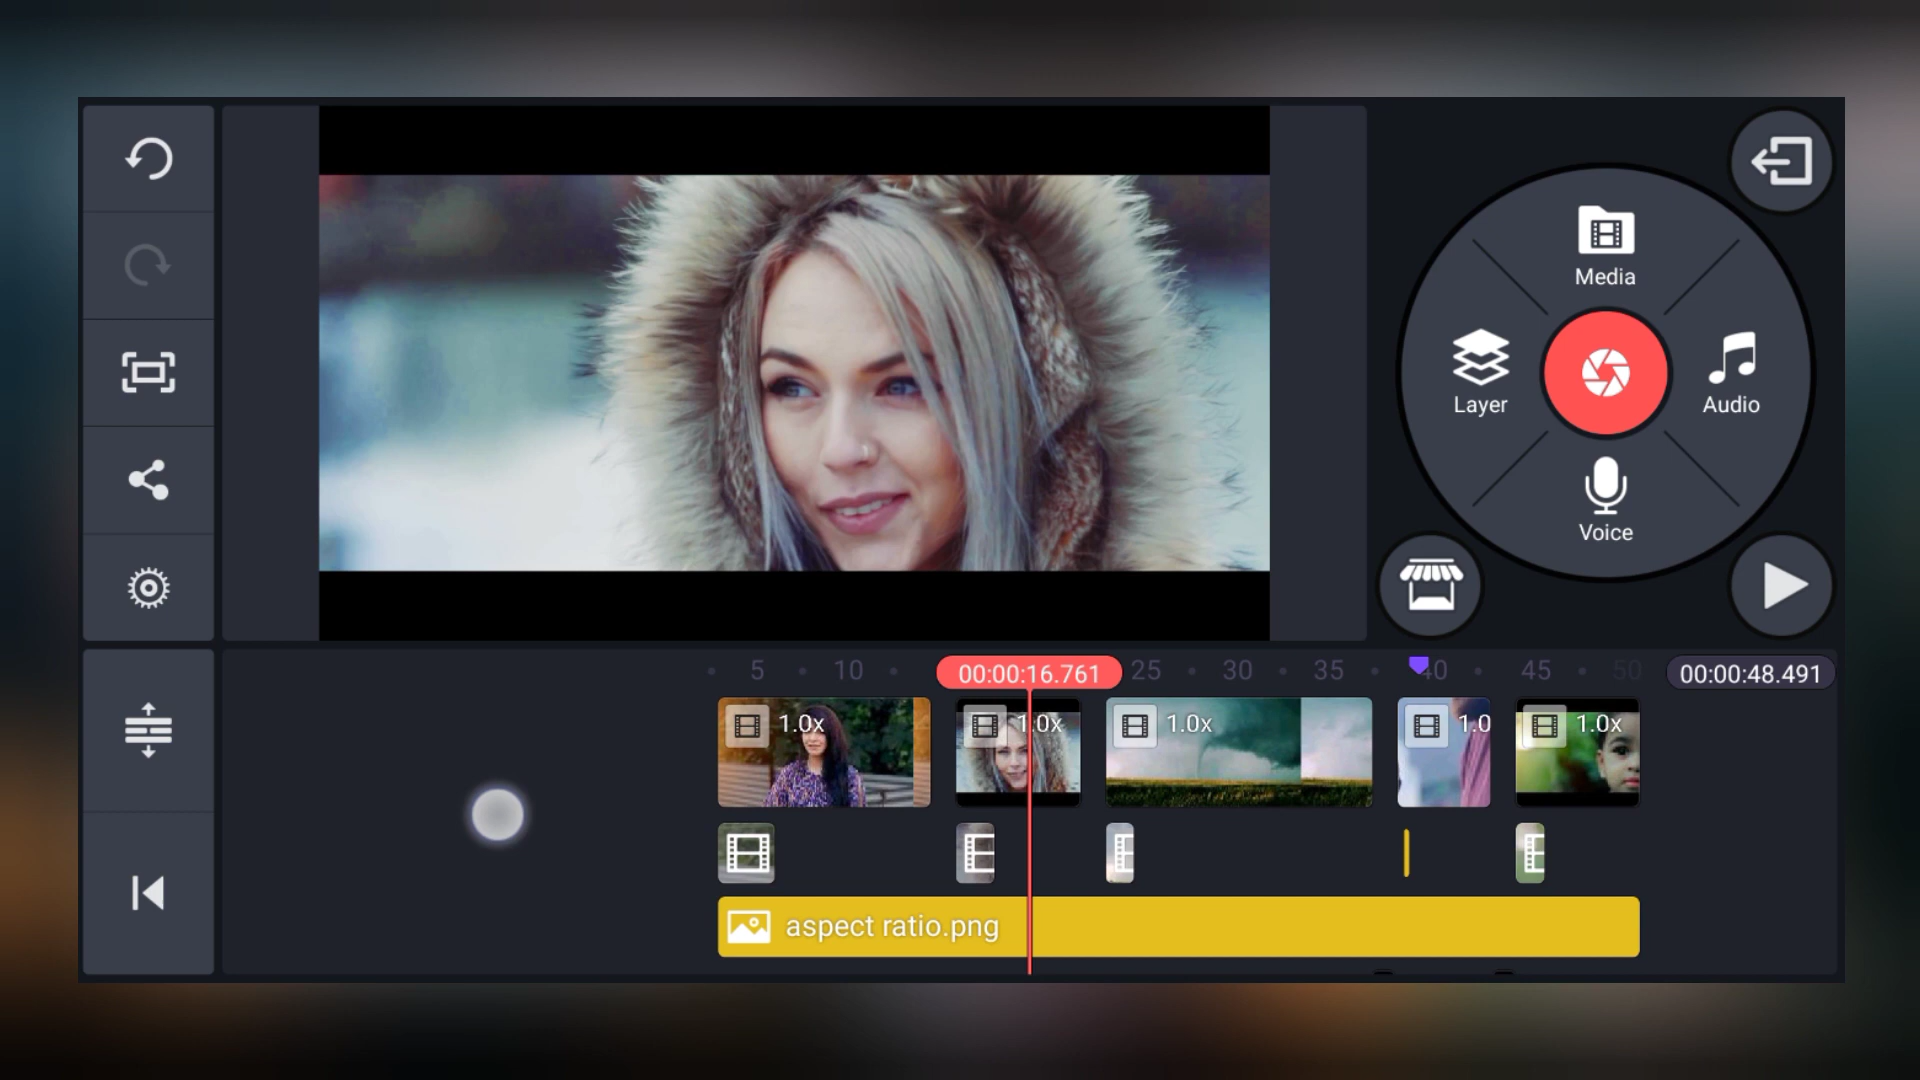 Media
Layer
Audio
Voice
5 10 00:00:16.761 25 30 35 40 45 50 00:00:48.491
1.0x 1.0x 1.0x 1.0 1.0x
aspect ratio.png